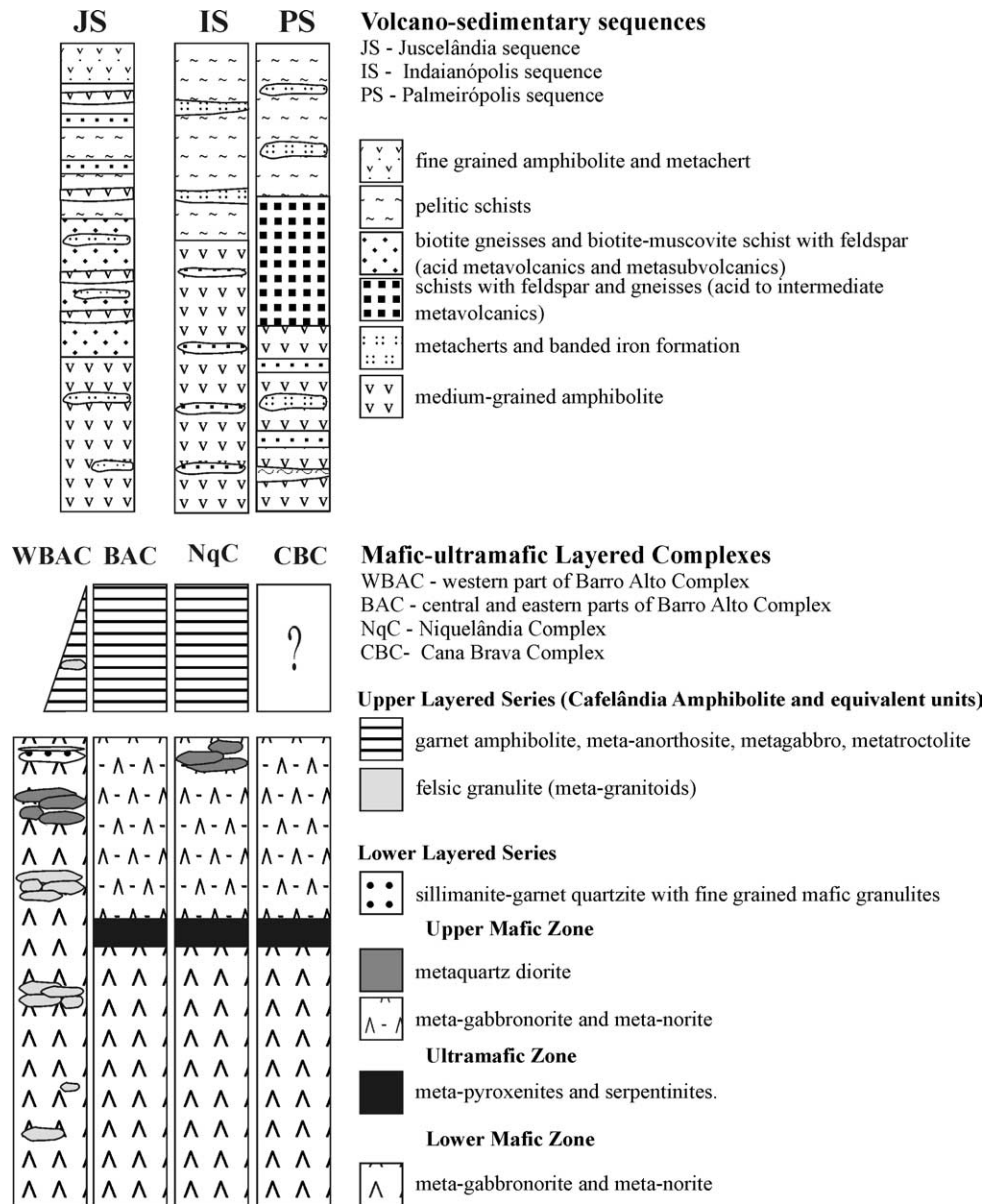 JS IS PS
Volcano-sedimentary sequences
JS - Juscelândia sequence
IS - Indaianópolis sequence
PS - Palmeirópolis sequence
fine grained amphibolite and metachert
pelitic schists
biotite gneisses and biotite-muscovite schist with feldspar
(acid metavolcanics and metasubvolcanics)
schists with feldspar and gneisses (acid to intermediate
metavolcanics)
metacherts and banded iron formation
medium-grained amphibolite
WBAC BAC NqC CBC
?
Mafic-ultramafic Layered Complexes
WBAC - western part of Barro Alto Complex
BAC - central and eastern parts of Barro Alto Complex
NqC - Niquelândia Complex
CBC- Cana Brava Complex
Upper Layered Series (Cafelândia Amphibolite and equivalent units)
garnet amphibolite, meta-anorthosite, metagabbro, metatroctolite
felsic granulite (meta-granitoids)
Lower Layered Series
sillimanite-garnet quartzite with fine grained mafic granulites
Upper Mafic Zone
metaquartz diorite
meta-gabbronorite and meta-norite
Ultramafic Zone
meta-pyroxenites and serpentinites.
Lower Mafic Zone
meta-gabbronorite and meta-norite